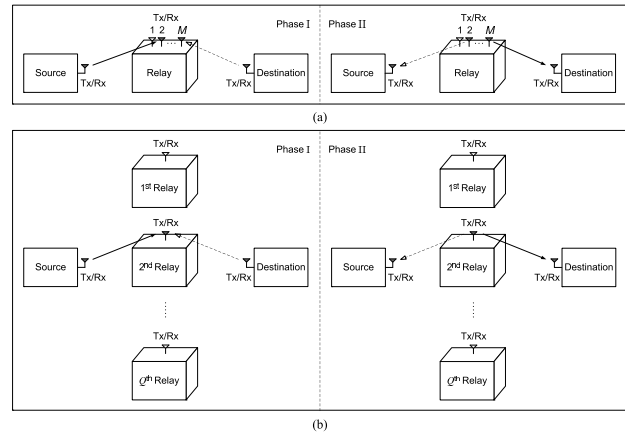 Tx/Rx Phase I Phase II Tx/Rx
1 2 ... M 1 2 ... M
Source Tx/Rx Relay Tx/Rx Destination Source Tx/Rx Relay Tx/Rx Destination
(a)
Tx/Rx Phase I Phase II Tx/Rx
1st Relay 1st Relay
Tx/Rx Tx/Rx
Source Tx/Rx 2nd Relay Tx/Rx Destination Source Tx/Rx 2nd Relay Tx/Rx Destination
Tx/Rx Tx/Rx
Qth Relay Qth Relay
(b)